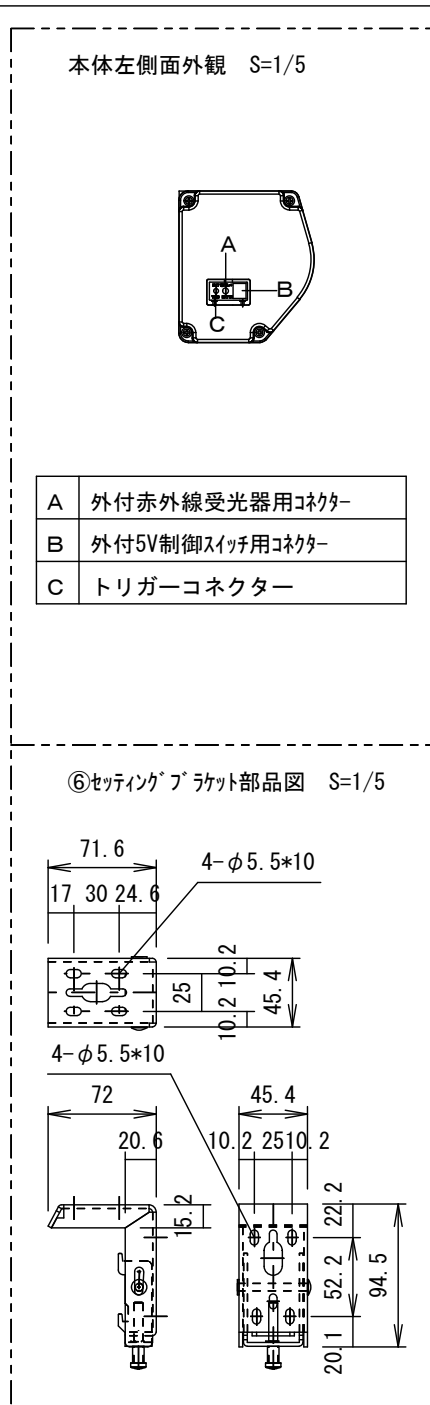 本体左側面外観 S=1/5
A
B
C
A 外付赤外線受光器用ｺﾈｸﾀｰ
B 外付5V制御ｽｲｯﾁ用ｺﾈｸﾀｰ
C トリガーコネクター
⑥ｾｯﾃｨﾝｸﾞﾌﾞﾗｹｯﾄ部品図 S=1/5
71.6
4-φ5.5*10
17 30 24.6
10.2
25
45.4
10.2
4-φ5.5*10
72
45.4
20.6
10.2 25 10.2
15.2
22.2
52.2
94.5
20.1